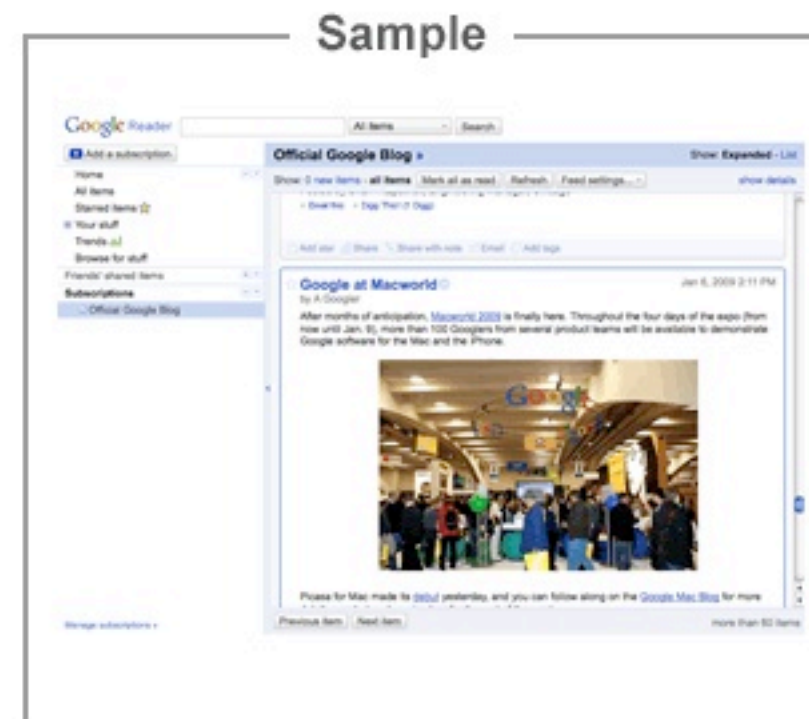 Sample
Google Reader All items Search
Add a subscription
Home
All items
Starred items
Your stuff
Trends
Browse for stuff
Friends' shared items
Subscriptions
Official Google Blog
Manage subscriptions »
Official Google Blog » Show: Expanded - List
Show: 0 new items - all items Mark all as read Refresh Feed settings... show details
Email this Digg This! (1 Digg)
Add star Share Share with note Email Add tags
Google at Macworld Jan 6, 2009 2:11 PM
by A Googler
After months of anticipation, Macworld 2009 is finally here. Throughout the four days of the expo (from
now until Jan. 9), more than 100 Googlers from several product teams will be available to demonstrate
Google software for the Mac and the iPhone.
Google
Picasa for Mac made its debut yesterday, and you can follow along on the Google Mac Blog for more
Previous item Next item more than 50 items